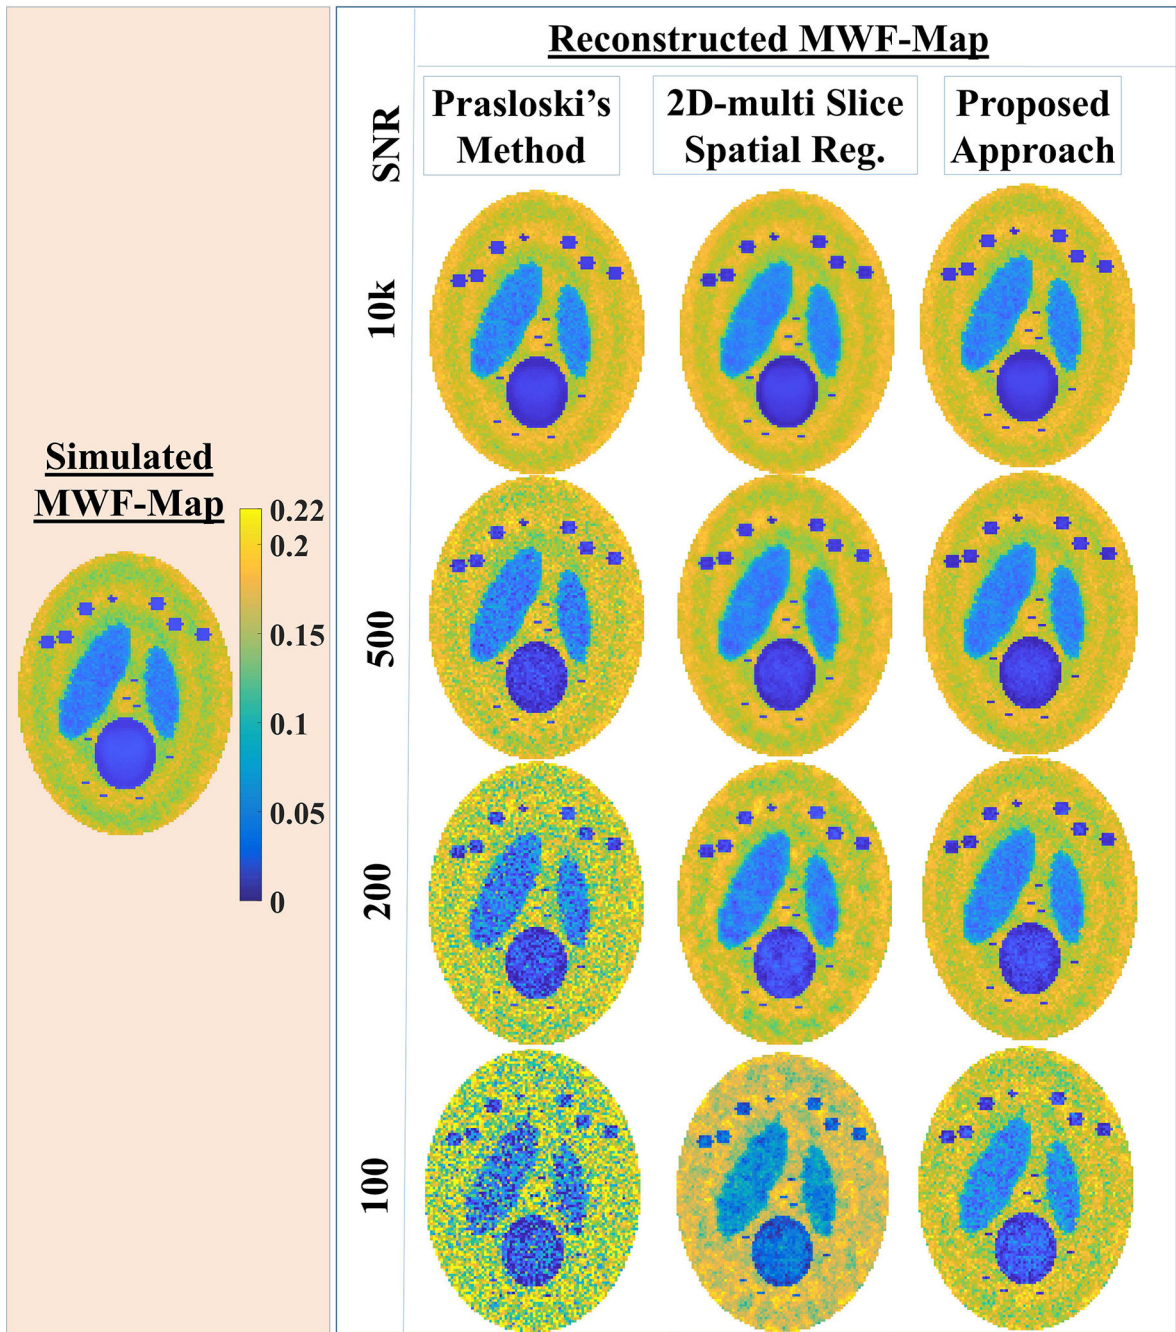 Simulated
MWF-Map
0.22
0.2
0.15
0.1
0.05
0
Reconstructed MWF-Map
SNR
Prasloski's
Method
2D-multi Slice
Spatial Reg.
Proposed
Approach
10k
500
200
100